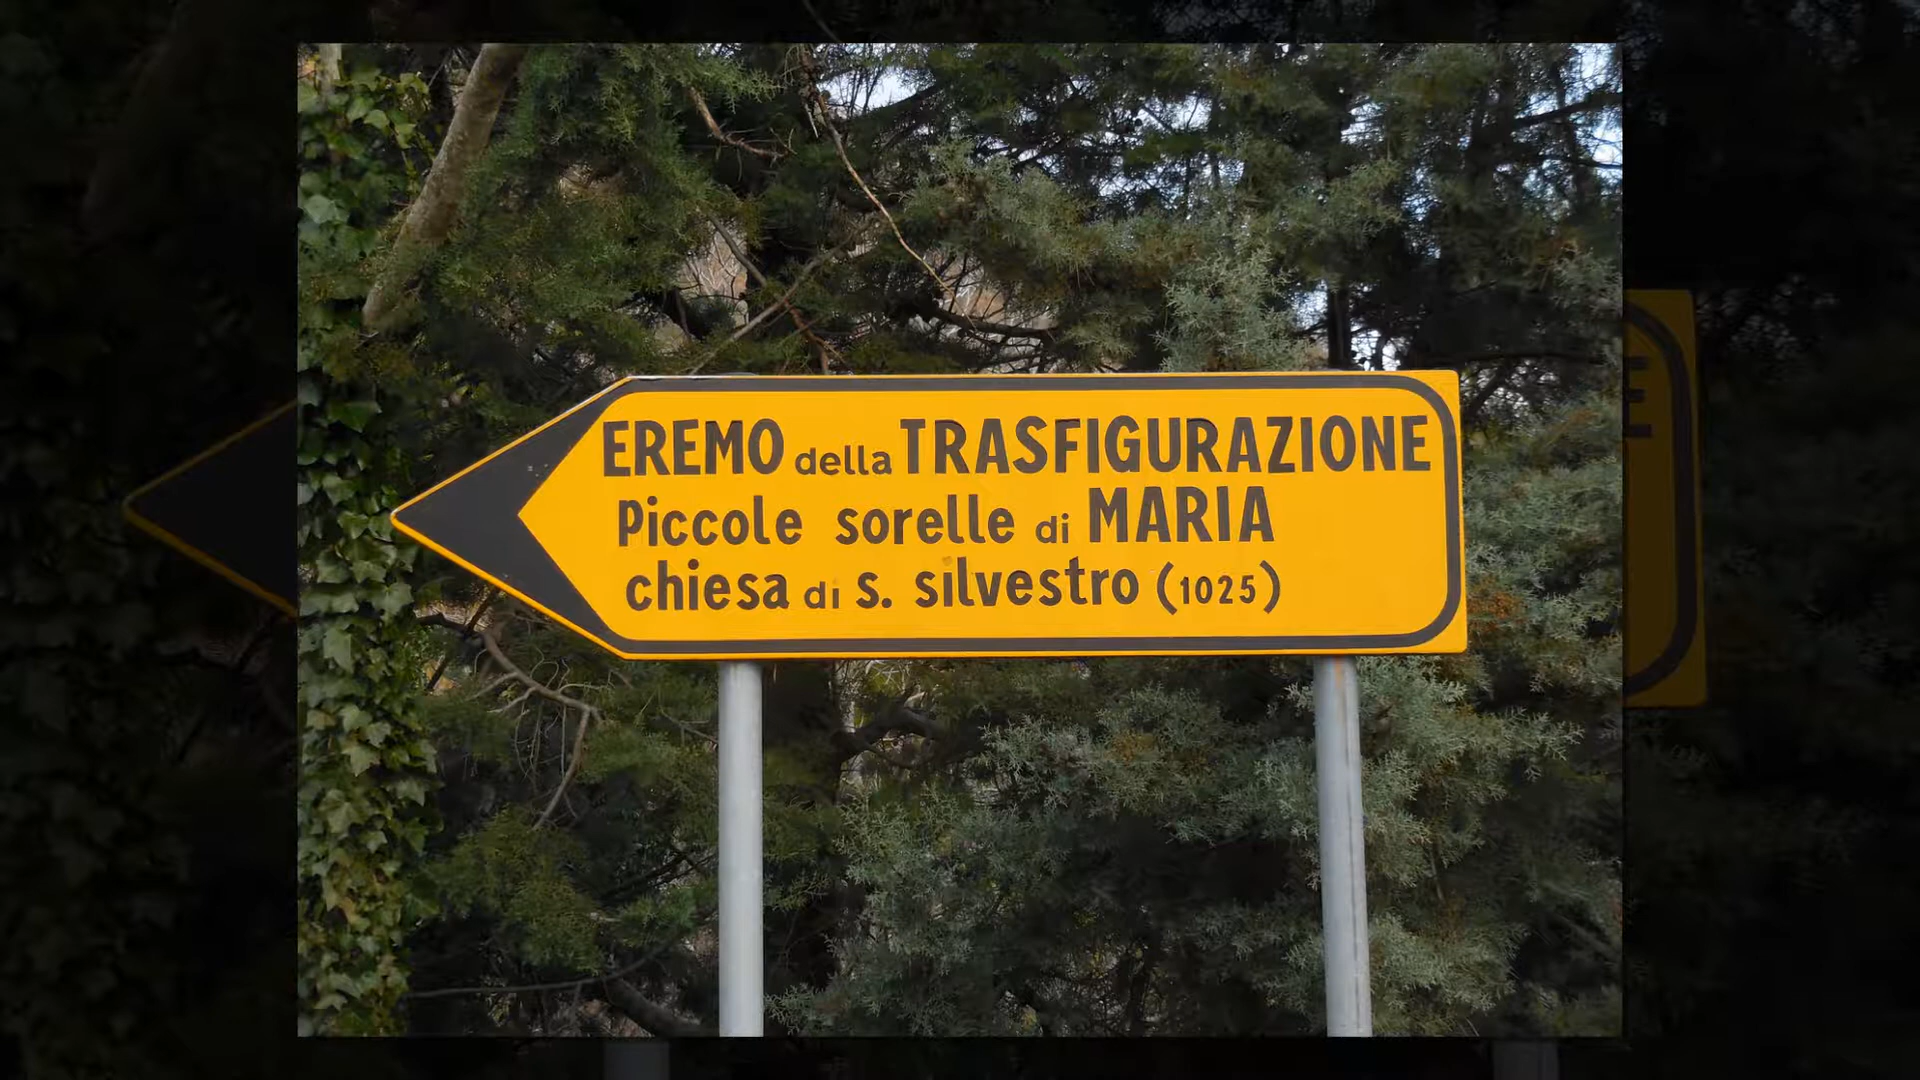 EREMO della TRASFIGURAZIONE
Piccole sorelle di MARIA
chiesa di s. silvestro (1025)